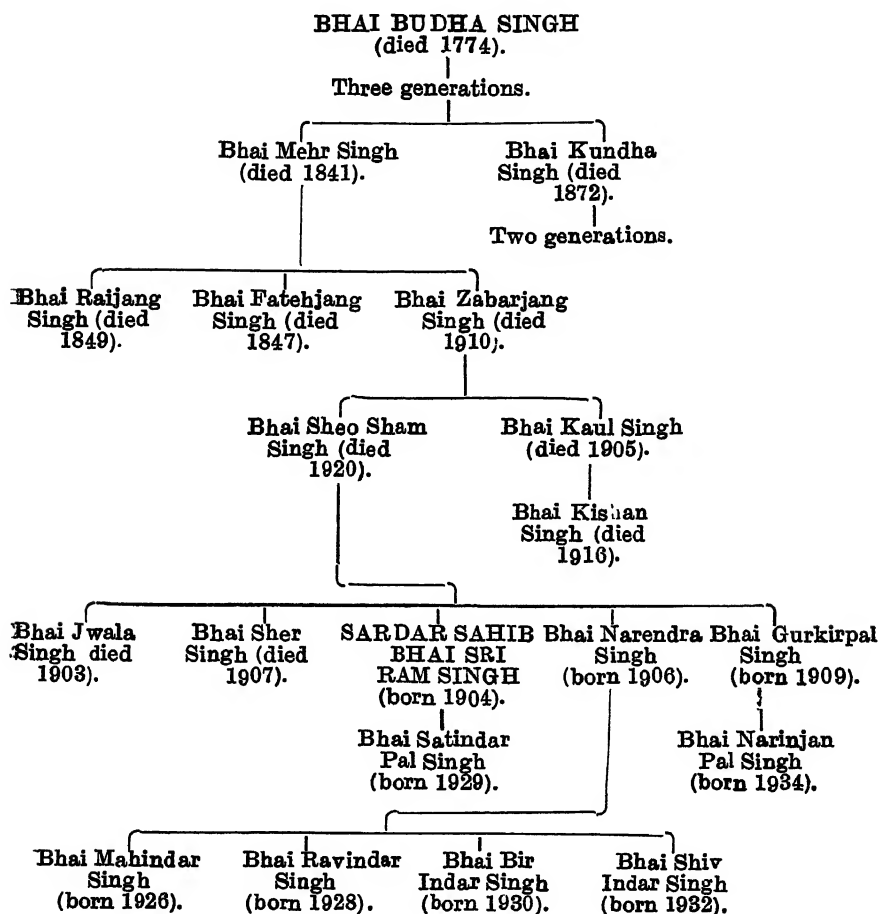 BHAI BUDHA SINGH
(died 1774).
Three generations.
Bhai Mehr Singh
(died 1841).
Bhai Kundha
Singh (died
1872).
Two generations.
Bhai Raijang
Singh (died
1849).
Bhai Fatehjang
Singh (died
1847).
Bhai Zabarjang
Singh (died
1910).
Bhai Sheo Sham
Singh (died
1920).
Bhai Kaul Singh
(died 1905).
Bhai Kishan
Singh (died
1916).
Bhai Jwala
Singh died
1903).
Bhai Sher
Singh (died
1907).
SARDAR SAHIB
BHAI SRI
RAM SINGH
(born 1904).
Bhai Narendra
Singh
(born 1906).
Bhai Gurkirpal
Singh
(born 1909).
Bhai Satindar
Pal Singh
(born 1929).
Bhai Narinjan
Pal Singh
(born 1934).
Bhai Mahindar
Singh
(born 1926).
Bhai Ravindar
Singh
(born 1928).
Bhai Bir
Indar Singh
(born 1930).
Bhai Shiv
Indar Singh
(born 1932).